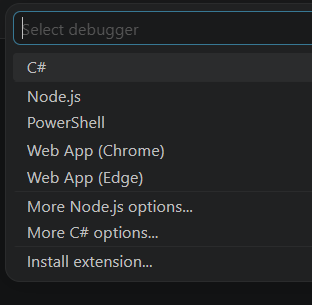 Select debugger
C#
Node.js
PowerShell
Web App (Chrome)
Web App (Edge)
More Node.js options...
More C# options...
Install extension...